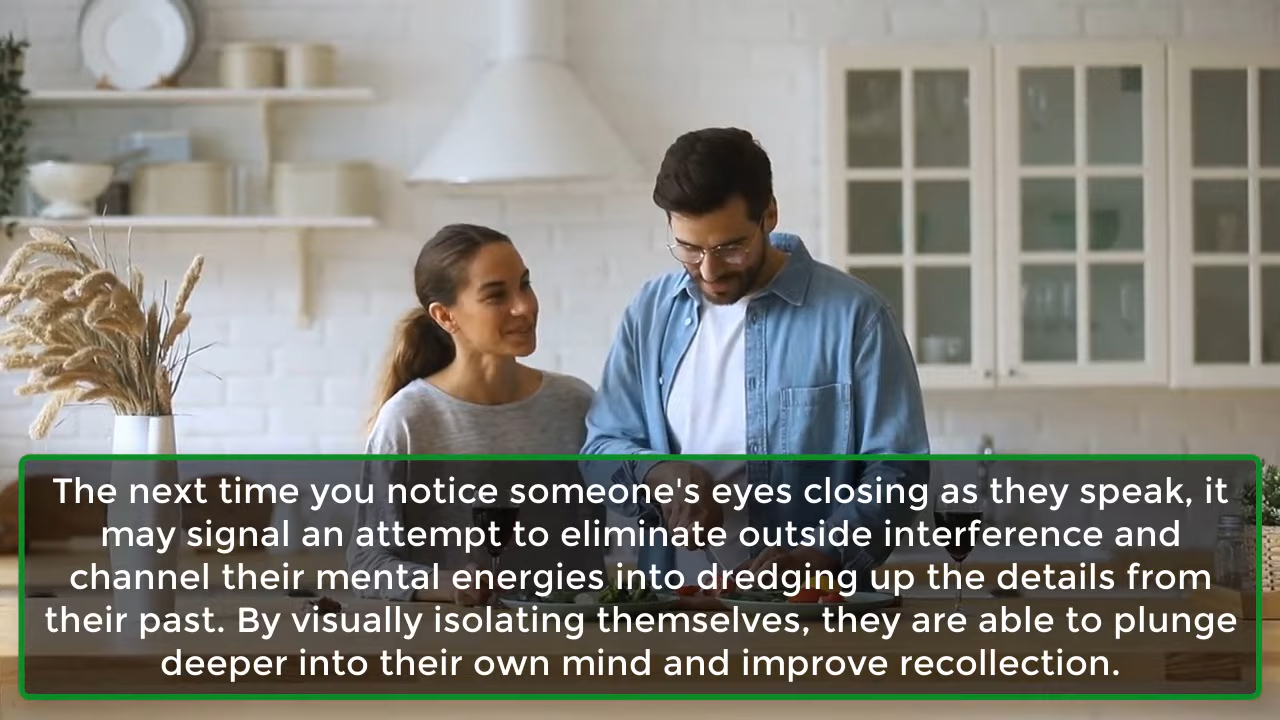 The next time you notice someone's eyes closing as they speak, it
may signal an attempt to eliminate outside interference and
channel their mental energies into dredging up the details from
their past. By visually isolating themselves, they are able to plunge
deeper into their own mind and improve recollection.